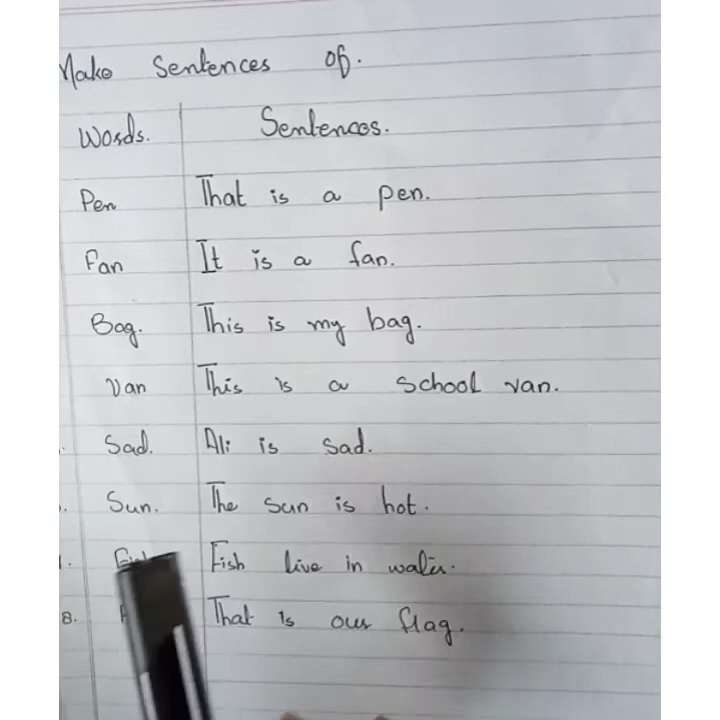 Make Sentences of.
Words. Sentences.
Pen That is a pen.
Fan It is a fan.
Bag. This is my bag.
Van This is a school van.
Sad. Ali is sad.
Sun. The sun is hot.
Fish live in water.
8. That is our flag.